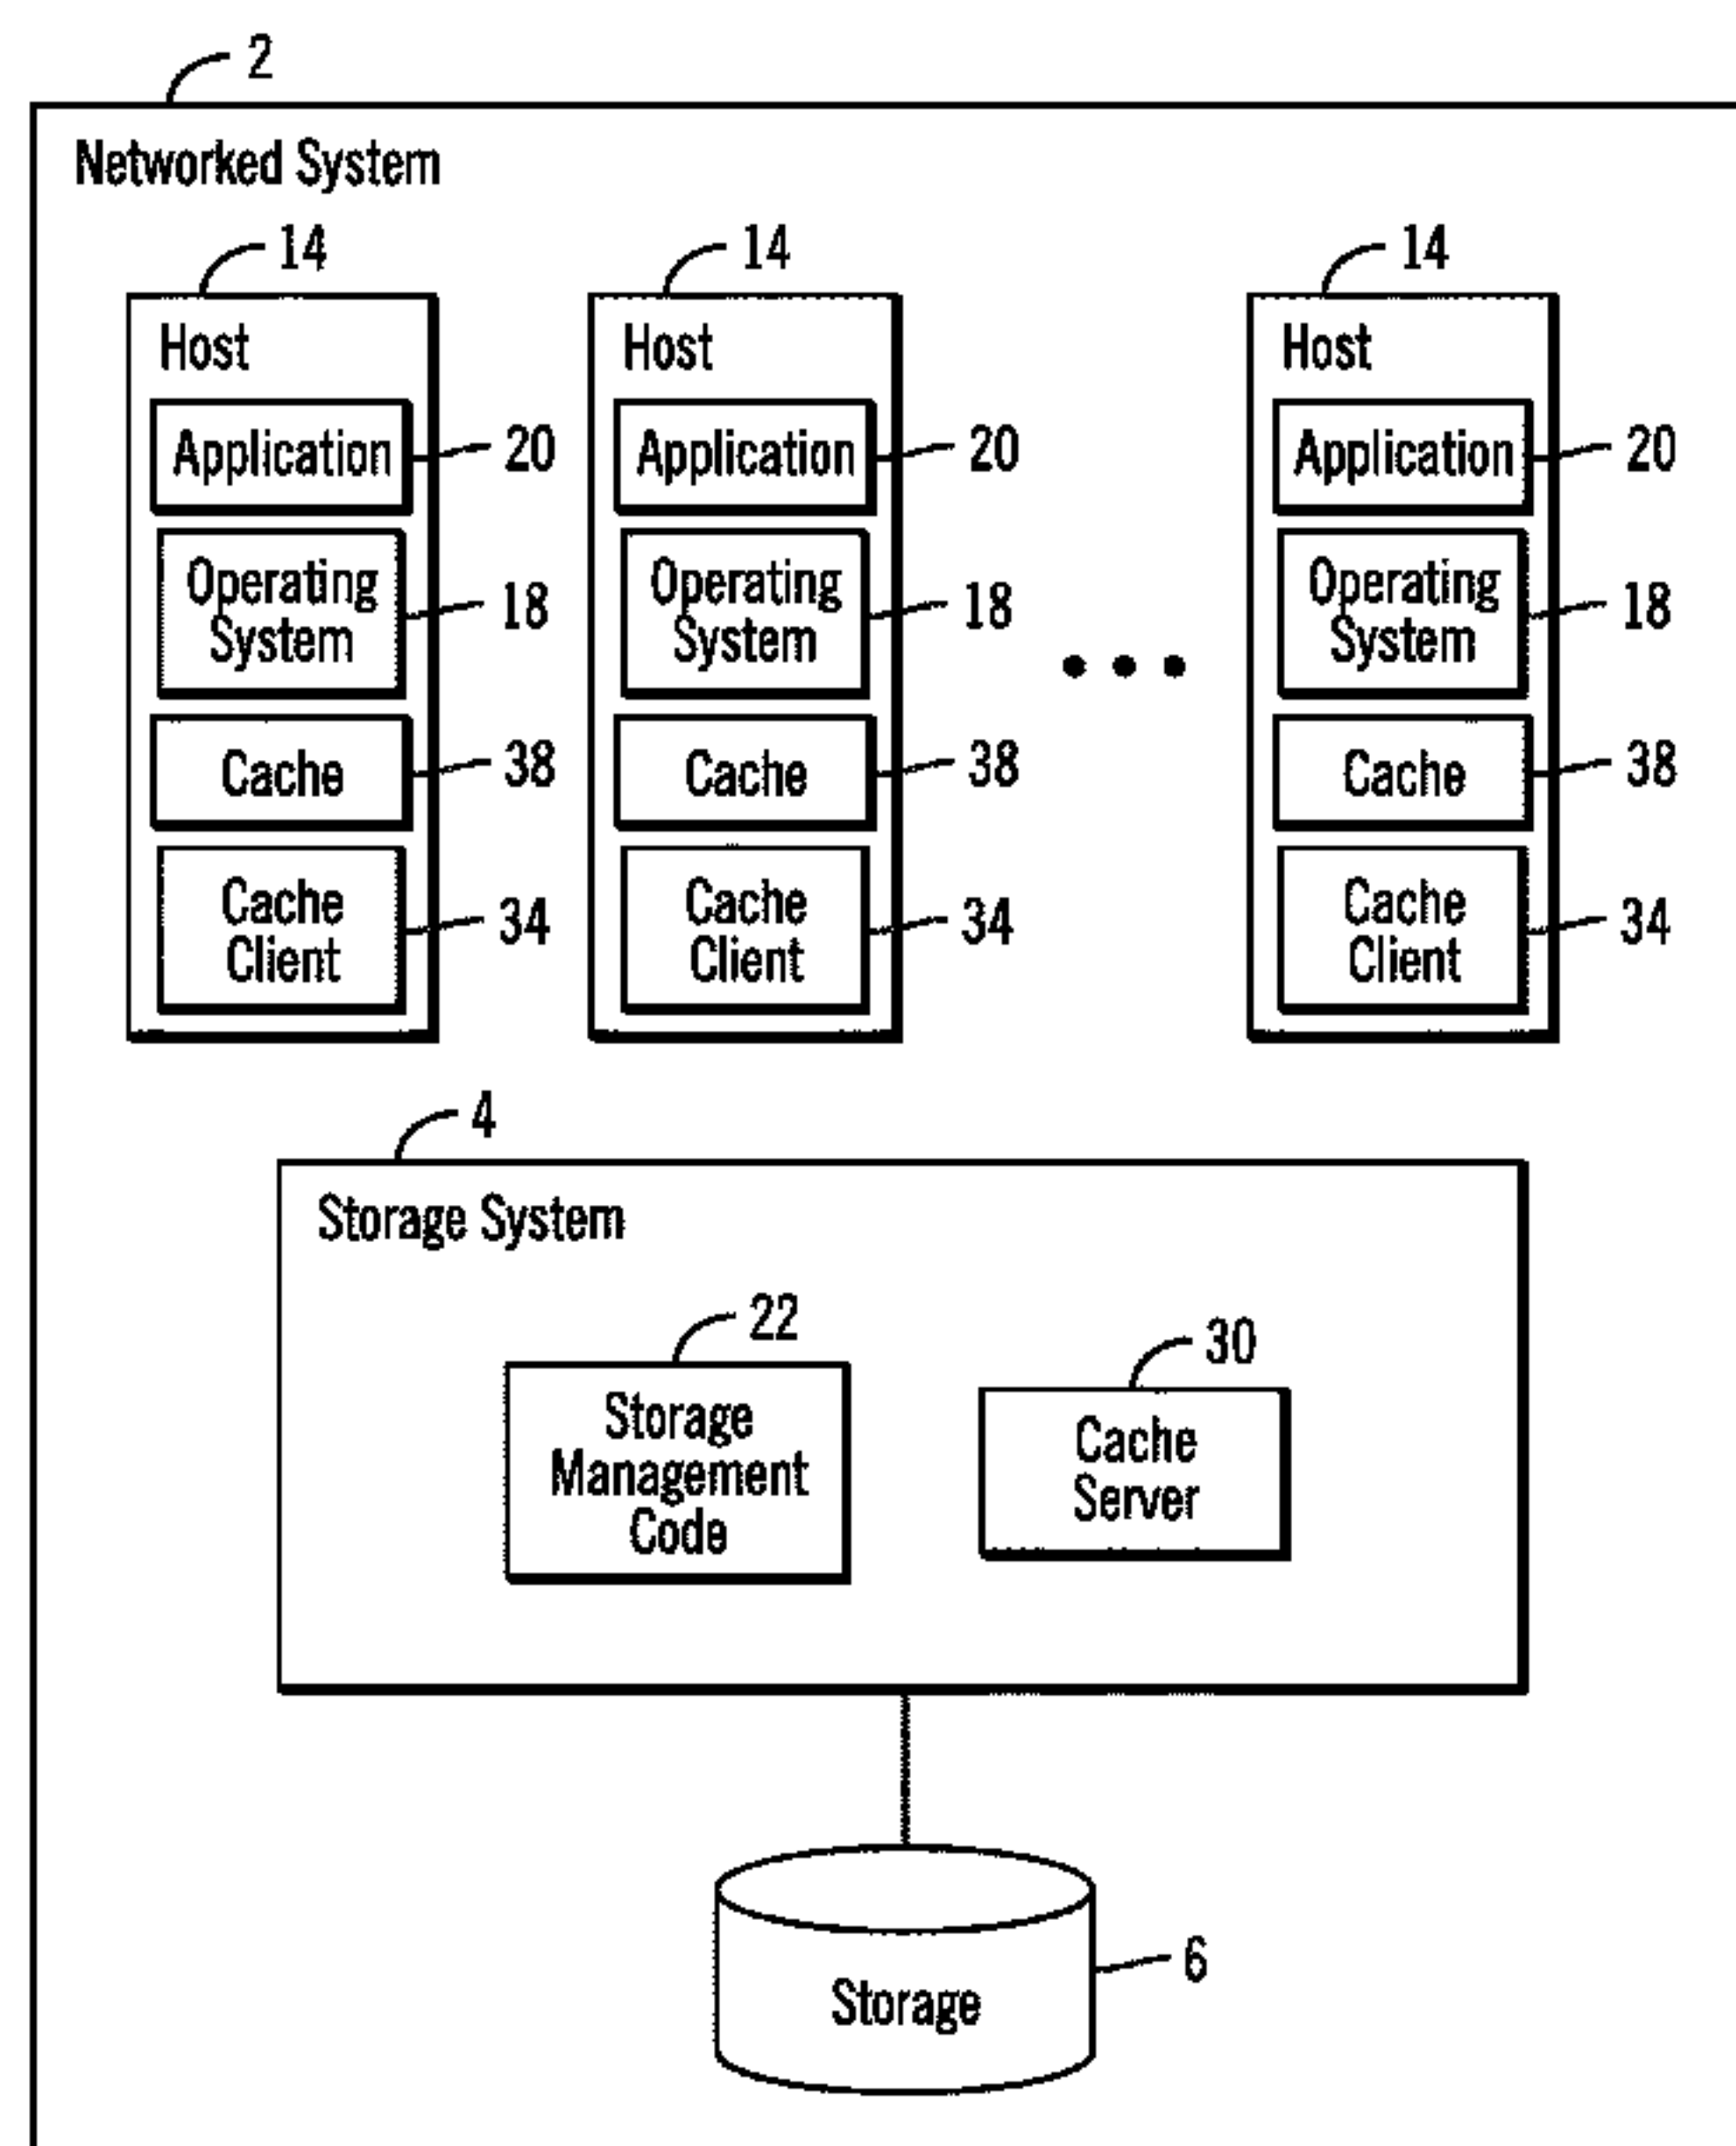 2
Networked System
14
14
14
Host
Host
Host
Application
20
Application
20
Application
20
Operating
System
18
Operating
System
18
Operating
System
18
Cache
38
Cache
38
Cache
38
Cache
Client
34
Cache
Client
34
Cache
Client
34
4
Storage System
22
Storage
Management
Code
30
Cache
Server
6
Storage